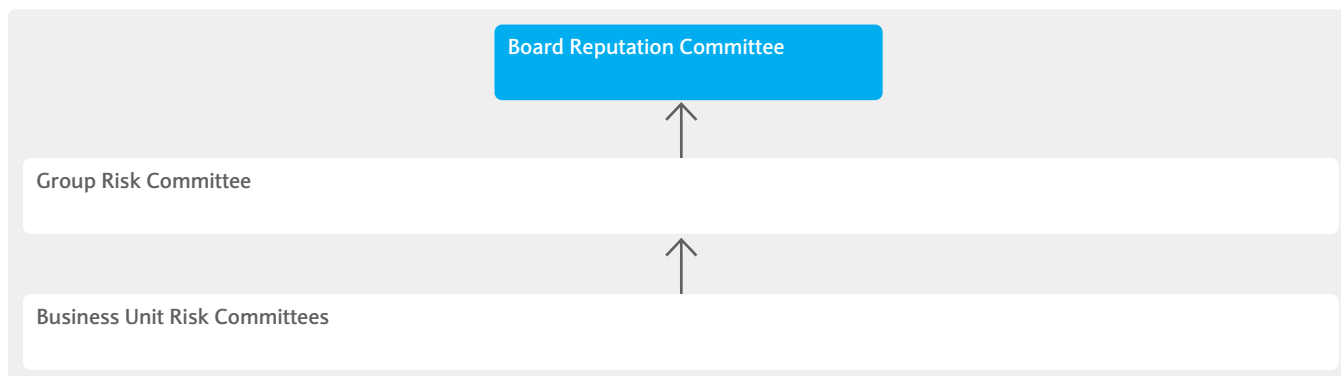 Board Reputation Committee
Group Risk Committee
Business Unit Risk Committees